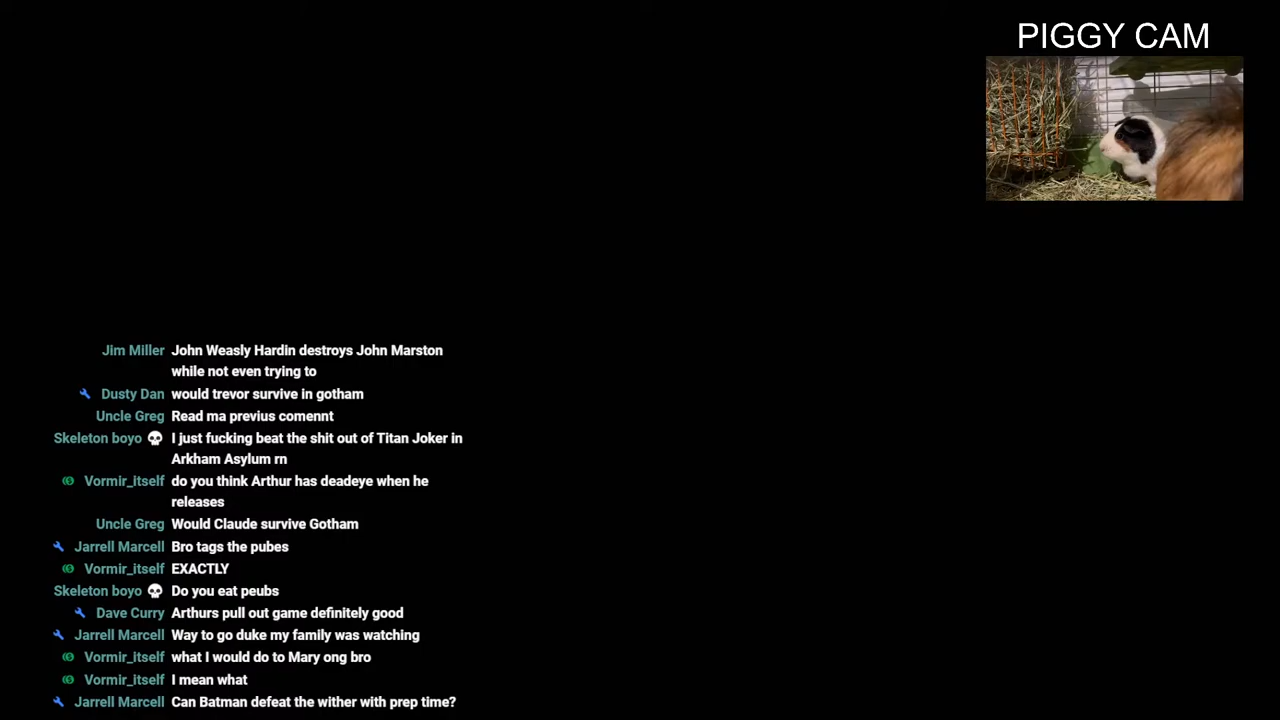 PIGGY CAM
Jim Miller John Weasly Hardin destroys John Marston
while not even trying to
Dusty Dan would trevor survive in gotham
Uncle Greg Read ma previus comennt
Skeleton boyo 💀 I just fucking beat the shit out of Titan Joker in
Arkham Asylum rn
Vormir_itself do you think Arthur has deadeye when he
releases
Uncle Greg Would Claude survive Gotham
Jarrell Marcell Bro tags the pubes
Vormir_itself EXACTLY
Skeleton boyo 💀 Do you eat peubs
Dave Curry Arthurs pull out game definitely good
Jarrell Marcell Way to go duke my family was watching
Vormir_itself what I would do to Mary ong bro
Vormir_itself I mean what
Jarrell Marcell Can Batman defeat the wither with prep time?